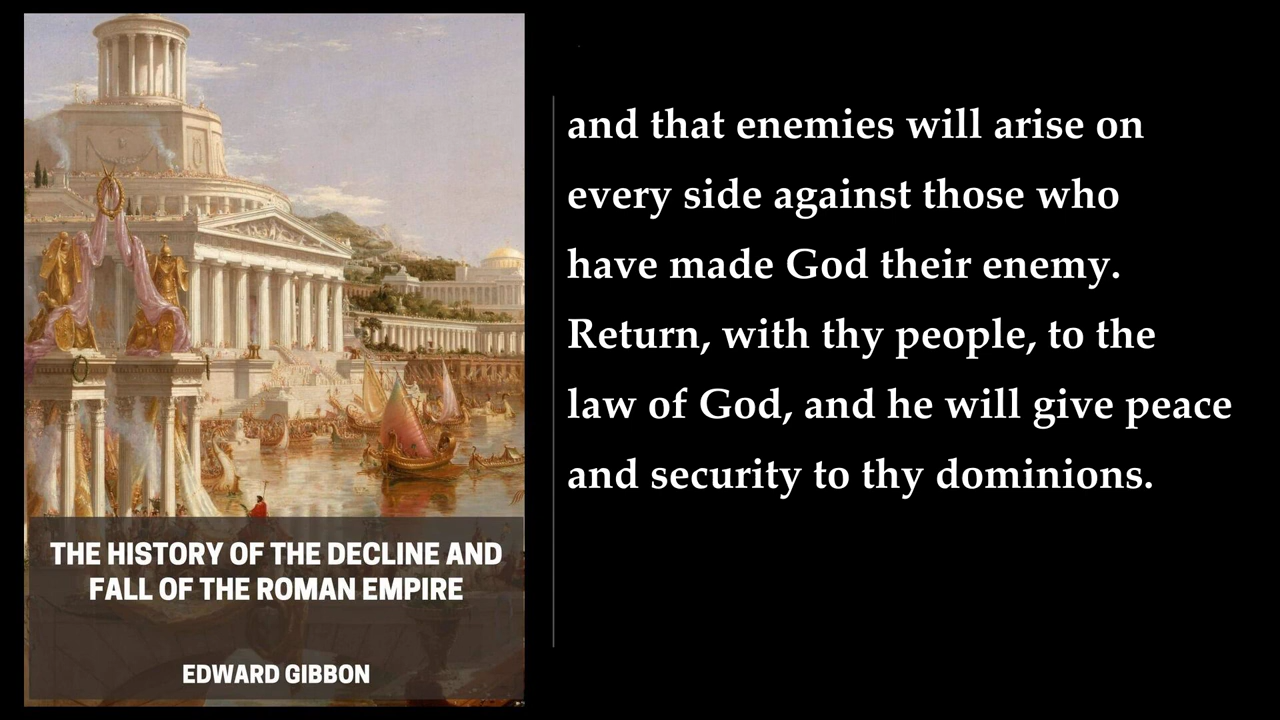 THE HISTORY OF THE DECLINE AND
FALL OF THE ROMAN EMPIRE
EDWARD GIBBON
and that enemies will arise on
every side against those who
have made God their enemy.
Return, with thy people, to the
law of God, and he will give peace
and security to thy dominions.